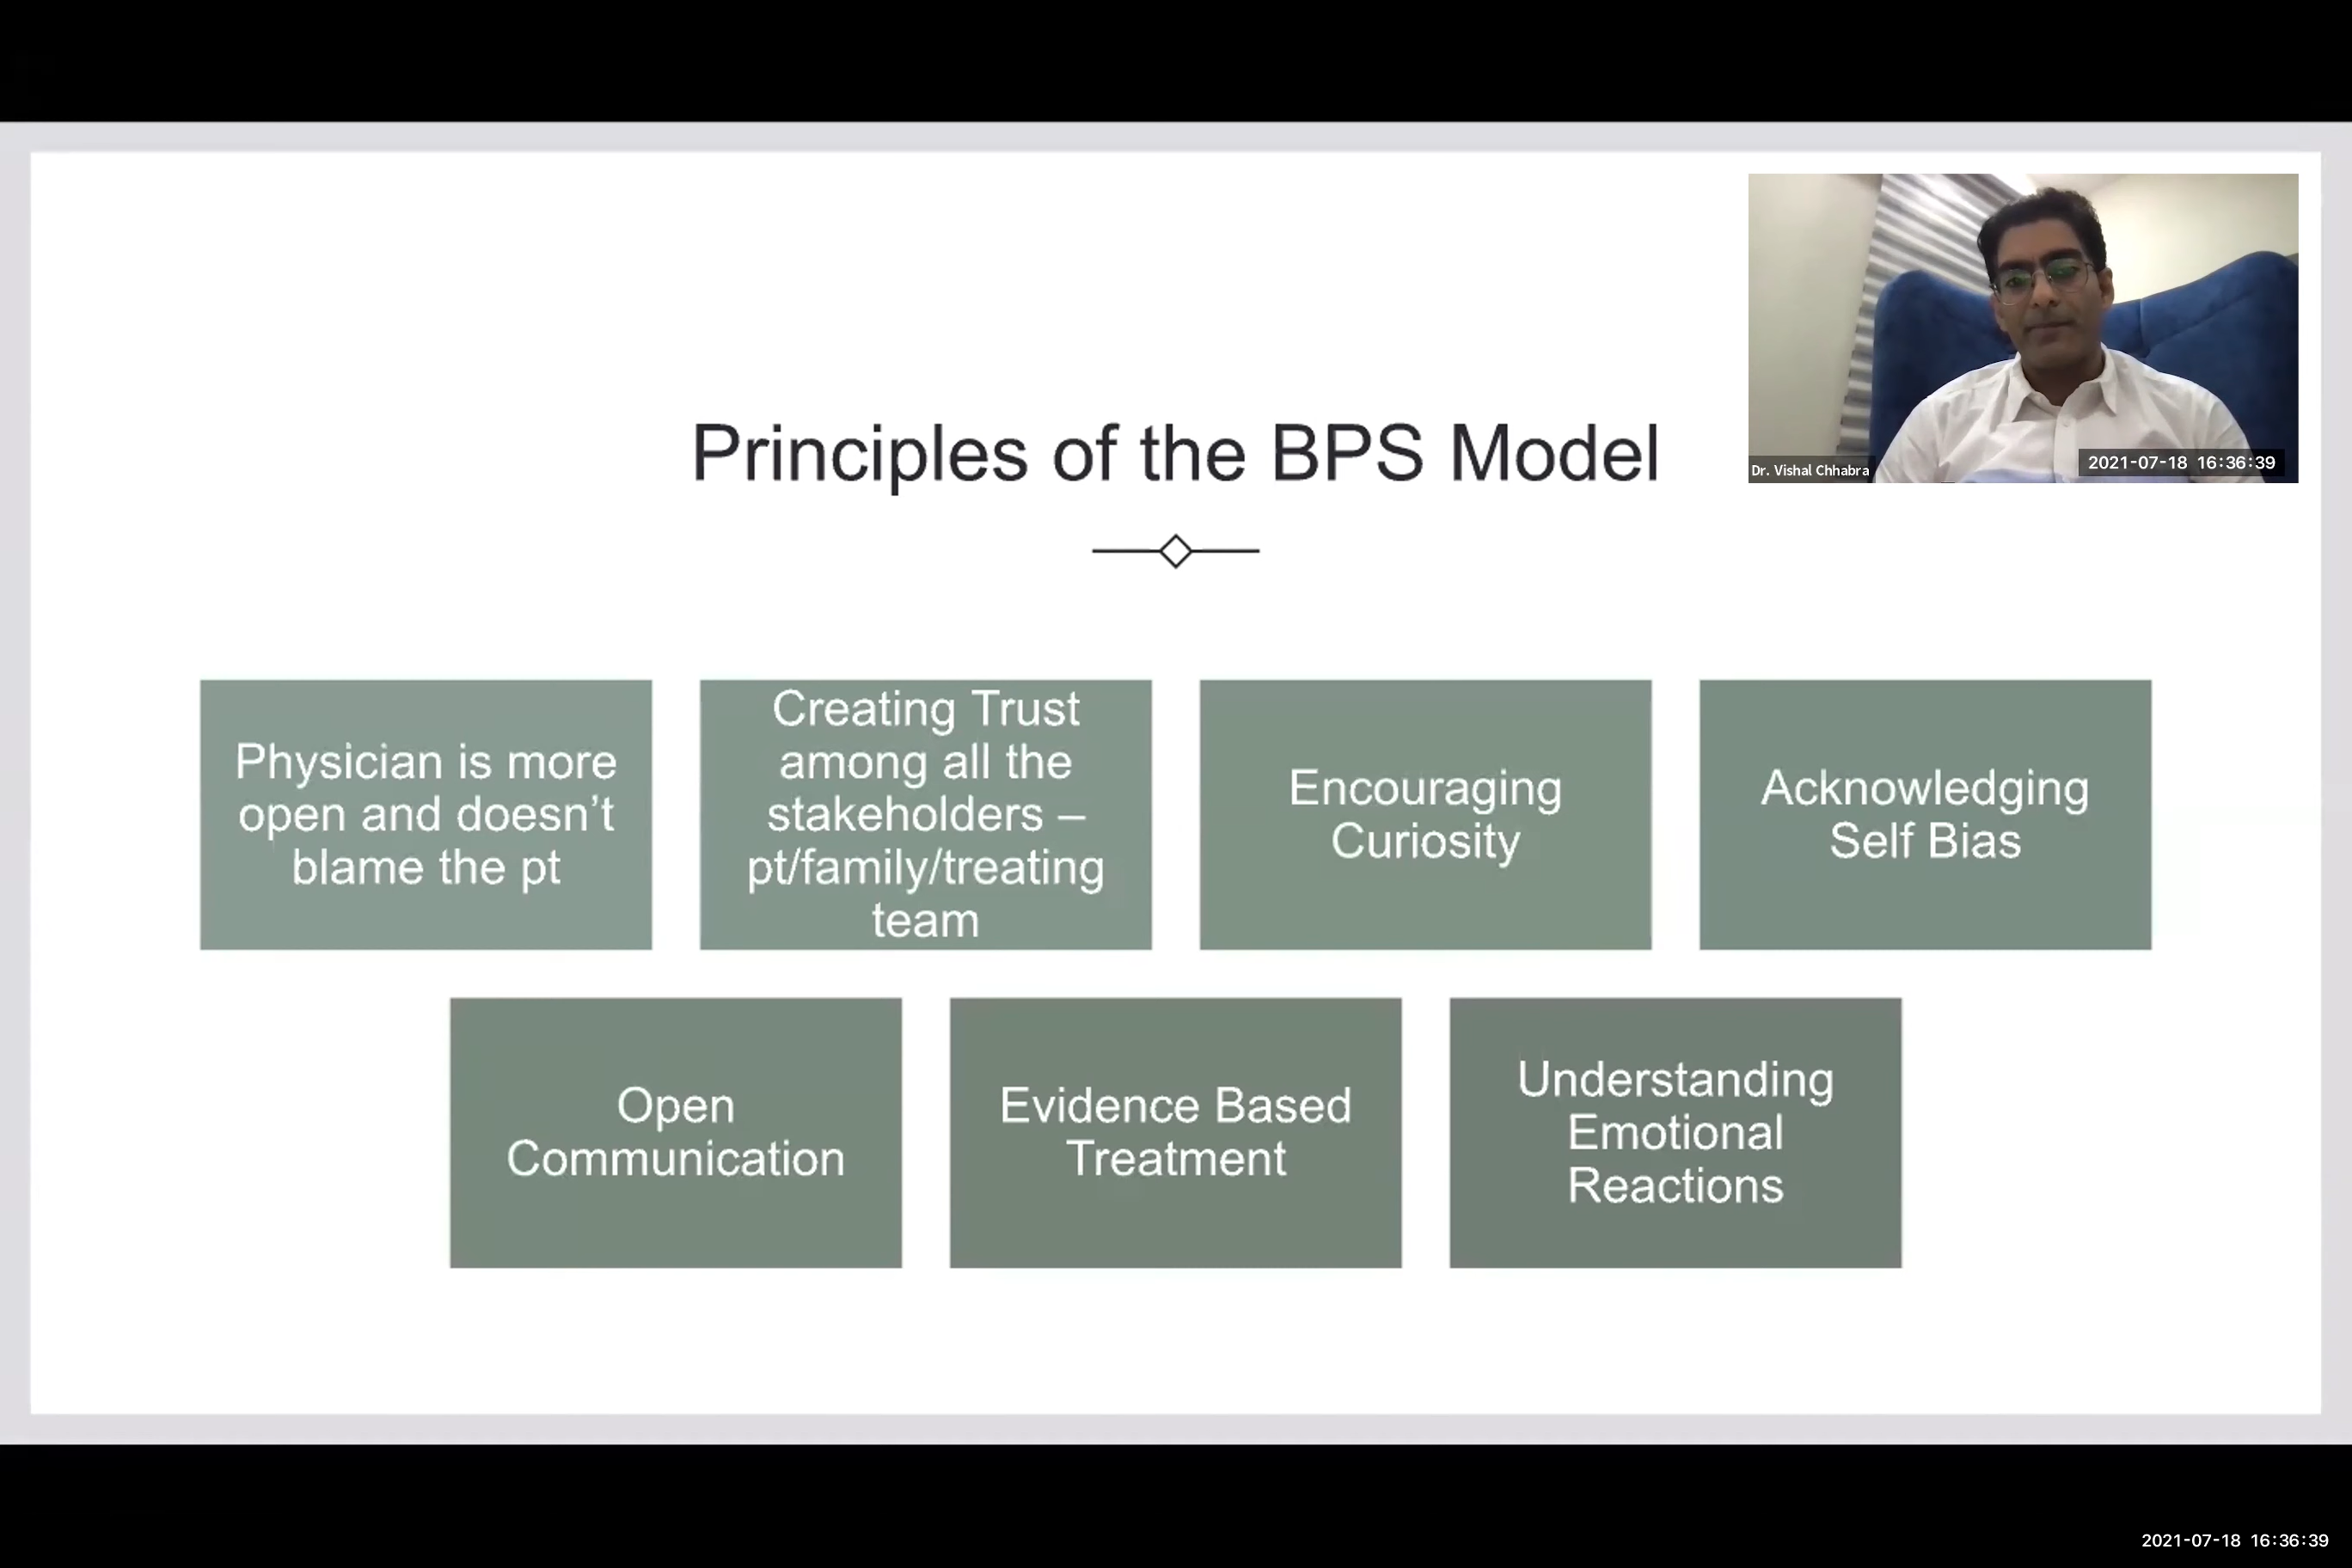 Principles of the BPS Model
Dr. Vishal Chhabra
2021-07-18 16:36:39
Physician is more
open and doesn’t
blame the pt
Creating Trust
among all the
stakeholders –
pt/family/treating
team
Encouraging
Curiosity
Acknowledging
Self Bias
Open
Communication
Evidence Based
Treatment
Understanding
Emotional
Reactions
2021-07-18 16:36:39